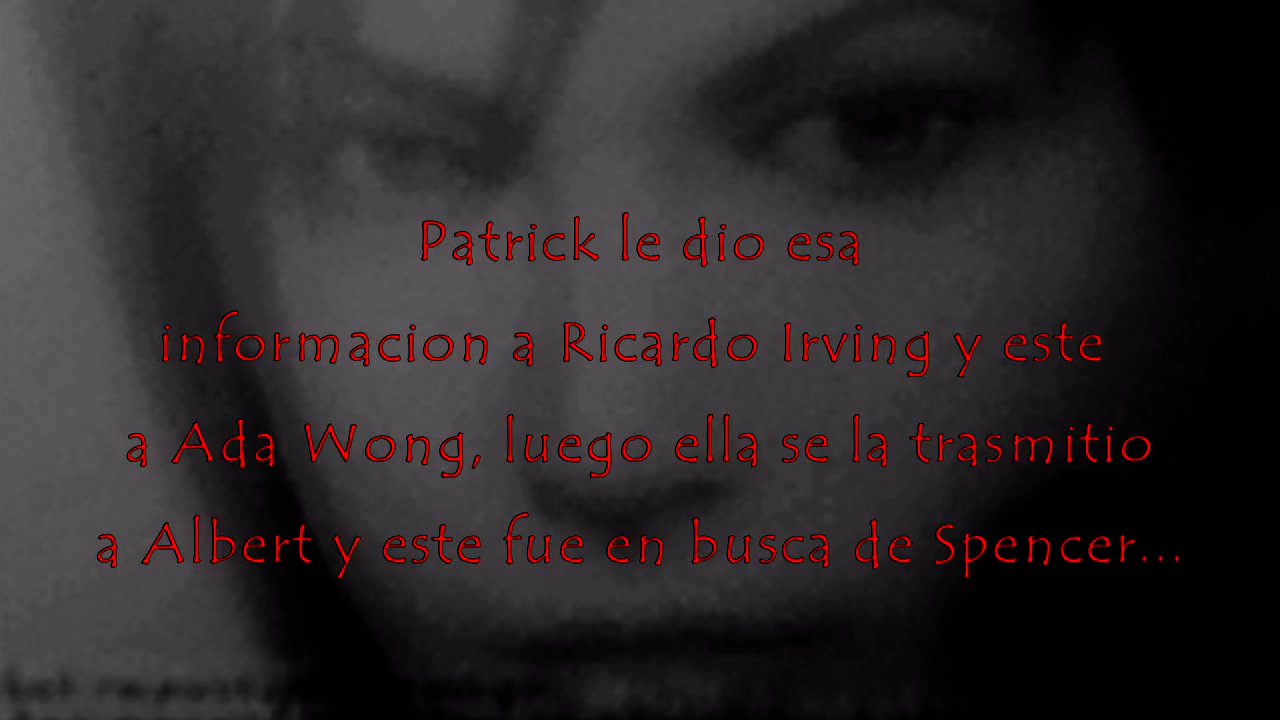 Patrick le dio esa
informacion a Ricardo Irving y este
a Ada Wong, luego ella se la trasmitio
a Albert y este fue en busca de Spencer...